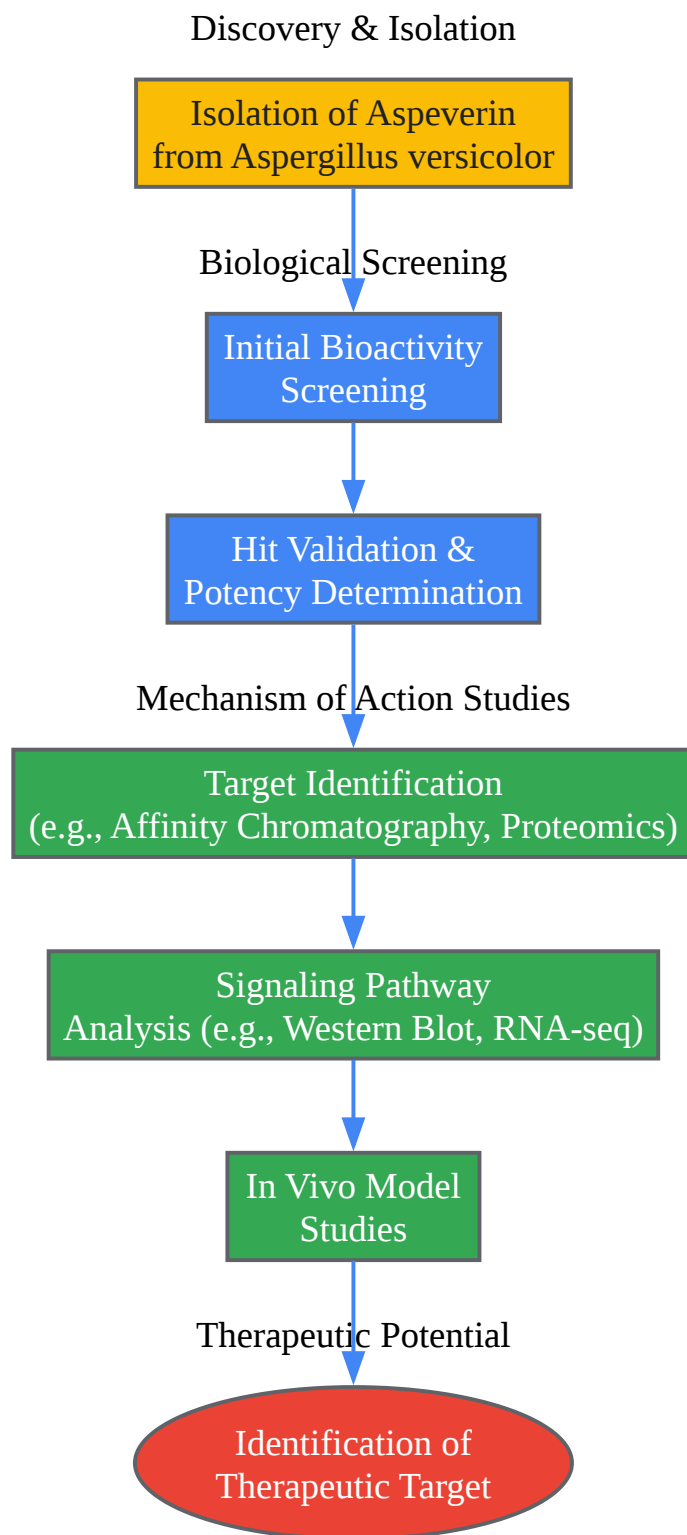 Discovery & Isolation
Isolation of Aspeverin
from Aspergillus versicolor
Biological Screening
Initial Bioactivity
Screening
Hit Validation &
Potency Determination
Mechanism of Action Studies
Target Identification
(e.g., Affinity Chromatography, Proteomics)
Signaling Pathway
Analysis (e.g., Western Blot, RNA-seq)
In Vivo Model
Studies
Therapeutic Potential
Identification of
Therapeutic Target